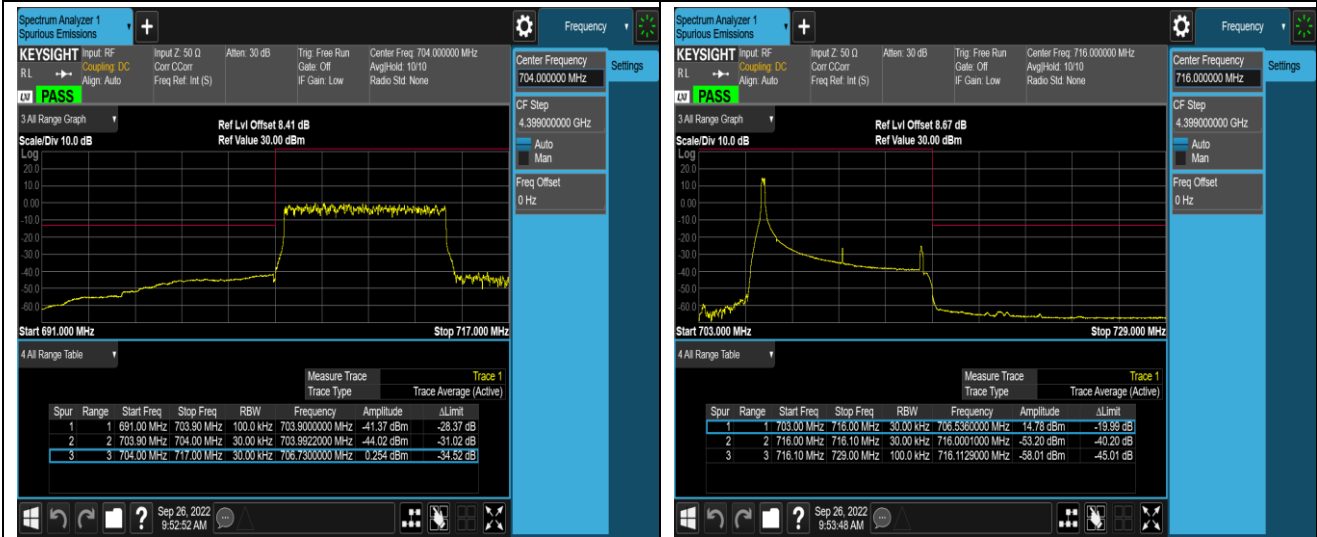 Spectrum Analyzer 1
Spurious Emissions
+
Frequency
KEYSIGHT Input: RF Input Z: 50 Ω Atten: 30 dB Trig: Free Run Center Freq: 704.000000 MHz
Coupling: DC Corr CCorr Gate: Off Avg|Hold: 10/10
RL Align: Auto Freq Ref: Int (S) IF Gain: Low Radio Std: None
LXI PASS
Center Frequency
704.000000 MHz
Settings
CF Step
4.399000000 GHz
Auto
Man
Freq Offset
0 Hz
3 All Range Graph
Ref Lvl Offset 8.41 dB
Scale/Div 10.0 dB Ref Value 30.00 dBm
Log
20.0
10.0
0.00
-10.0
-20.0
-30.0
-40.0
-50.0
-60.0
Start 691.000 MHz Stop 717.000 MHz
4 All Range Table
Measure Trace Trace 1
Trace Type Trace Average (Active)
Spur Range Start Freq Stop Freq RBW Frequency Amplitude ΔLimit
1 1 691.00 MHz 703.90 MHz 100.0 kHz 703.9000000 MHz -41.37 dBm -28.37 dB
2 2 703.90 MHz 704.00 MHz 30.00 kHz 703.9922000 MHz -44.02 dBm -31.02 dB
3 3 704.00 MHz 717.00 MHz 30.00 kHz 706.7300000 MHz 0.254 dBm -34.52 dB
?
Sep 26, 2022
9:52:52 AM
Spectrum Analyzer 1
Spurious Emissions
+
Frequency
KEYSIGHT Input: RF Input Z: 50 Ω Atten: 30 dB Trig: Free Run Center Freq: 716.000000 MHz
Coupling: DC Corr CCorr Gate: Off Avg|Hold: 10/10
RL Align: Auto Freq Ref: Int (S) IF Gain: Low Radio Std: None
LXI PASS
Center Frequency
716.000000 MHz
Settings
CF Step
4.399000000 GHz
Auto
Man
Freq Offset
0 Hz
3 All Range Graph
Ref Lvl Offset 8.67 dB
Scale/Div 10.0 dB Ref Value 30.00 dBm
Log
20.0
10.0
0.00
-10.0
-20.0
-30.0
-40.0
-50.0
-60.0
Start 703.000 MHz Stop 729.000 MHz
4 All Range Table
Measure Trace Trace 1
Trace Type Trace Average (Active)
Spur Range Start Freq Stop Freq RBW Frequency Amplitude ΔLimit
1 1 703.00 MHz 716.00 MHz 30.00 kHz 706.5360000 MHz 14.78 dBm -19.99 dB
2 2 716.00 MHz 716.10 MHz 30.00 kHz 716.0001000 MHz -53.20 dBm -40.20 dB
3 3 716.10 MHz 729.00 MHz 100.0 kHz 716.1129000 MHz -58.01 dBm -45.01 dB
?
Sep 26, 2022
9:53:48 AM